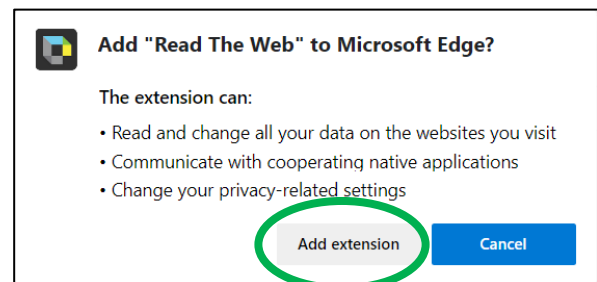 Add "Read The Web" to Microsoft Edge?
The extension can:
• Read and change all your data on the websites you visit
• Communicate with cooperating native applications
• Change your privacy-related settings
Add extension Cancel